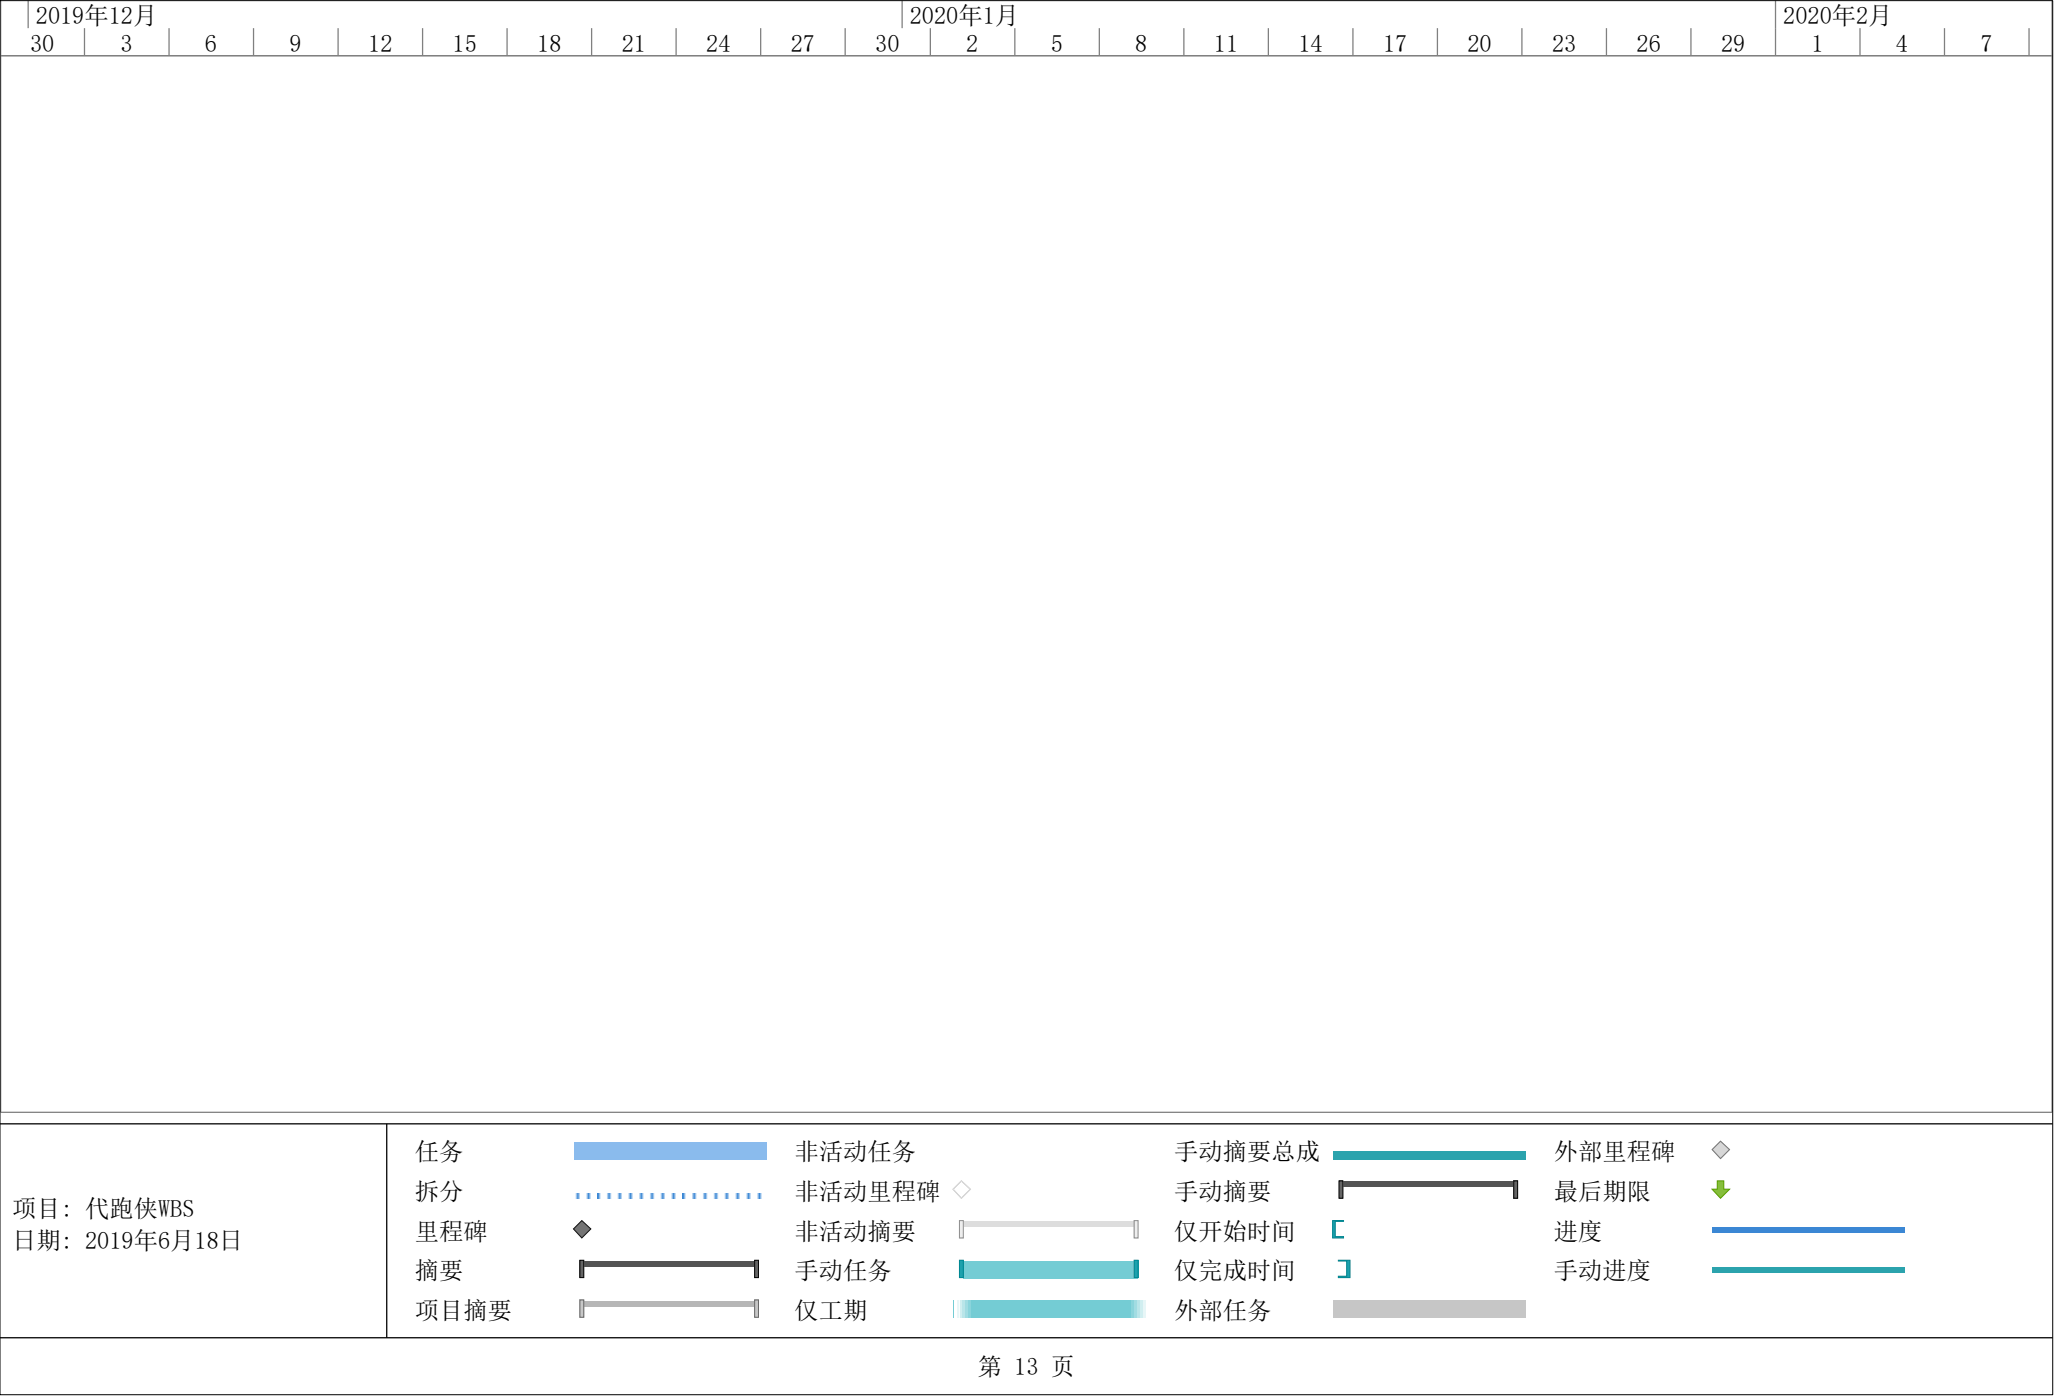 2019年12月 2020年1月 2020年2月
30 3 6 9 12 15 18 21 24 27 30 2 5 8 11 14 17 20 23 26 29 1 4 7
项目: 代跑侠WBS
日期: 2019年6月18日
任务 非活动任务 手动摘要总成 外部里程碑
拆分 非活动里程碑 手动摘要 最后期限
里程碑 非活动摘要 仅开始时间 进度
摘要 手动任务 仅完成时间 手动进度
项目摘要 仅工期 外部任务
第 13 页